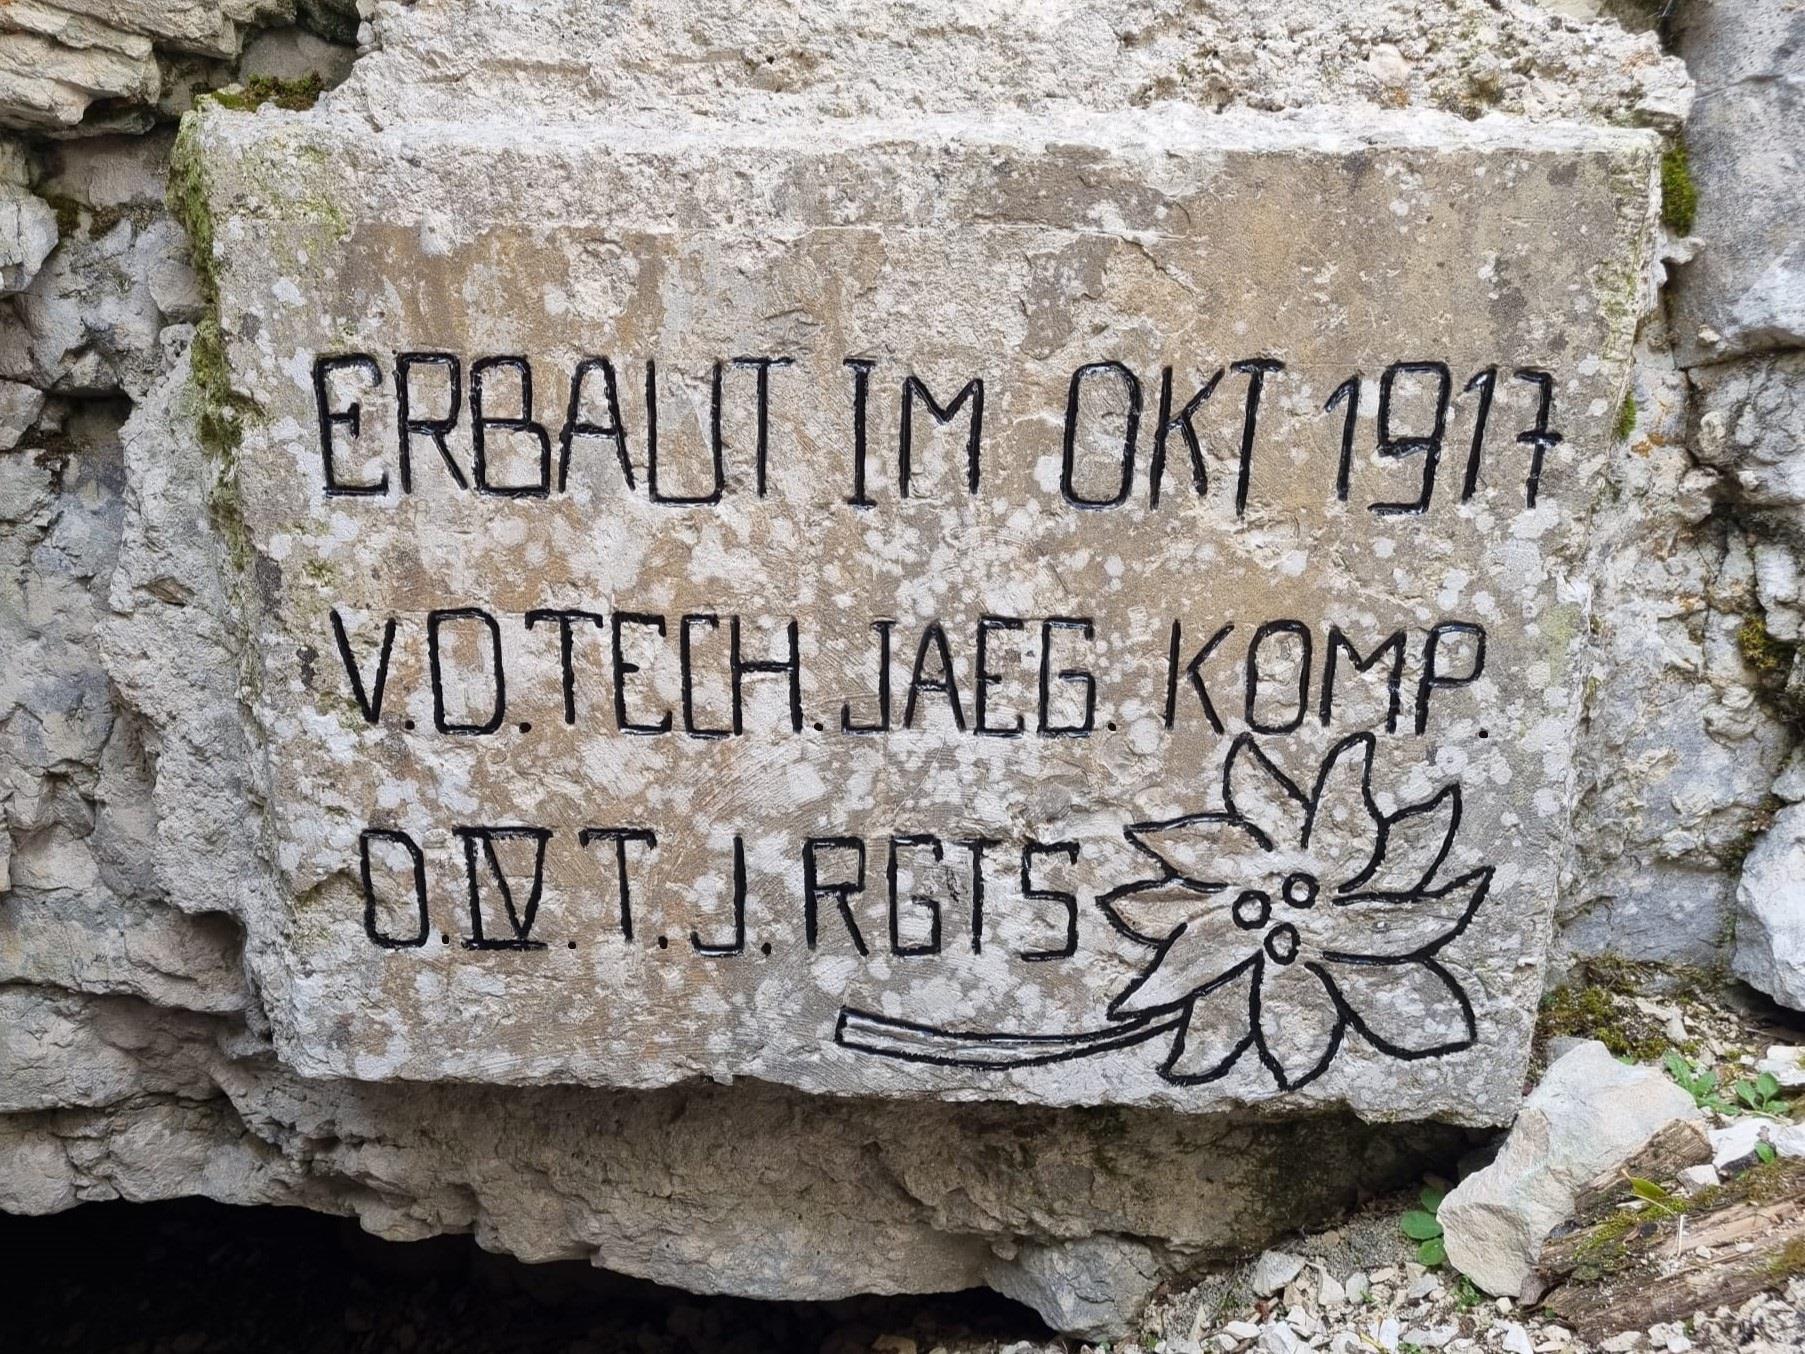 ERBAUT IM OKT 1917
V.D.TECH.JAEG. KOMP.
D.IV.T.J.RGTS